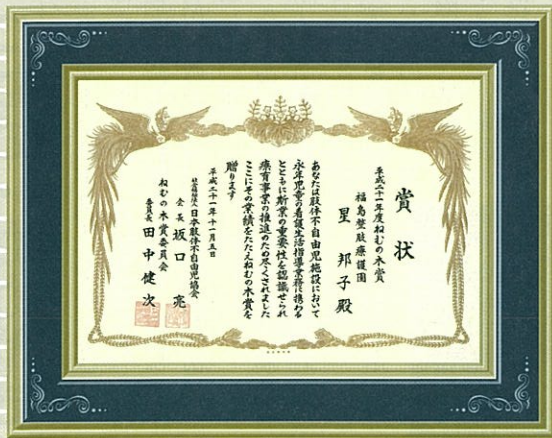 賞状
平成二十一年度ねむの木賞
福島整肢療護園
星邦子殿
あなたは肢体不自由児施設において
永年児童の看護生活指導業務に携わる
とともに斯業の重要性を認識せられ
療育事業の推進のため尽くされました
ここにその業績をたたえねむの木賞を
贈ります
平成二十一年十一月五日
社会福祉法人日本肢体不自由児協会
会長坂口亮
ねむの木賞委員会
委員長田中健次